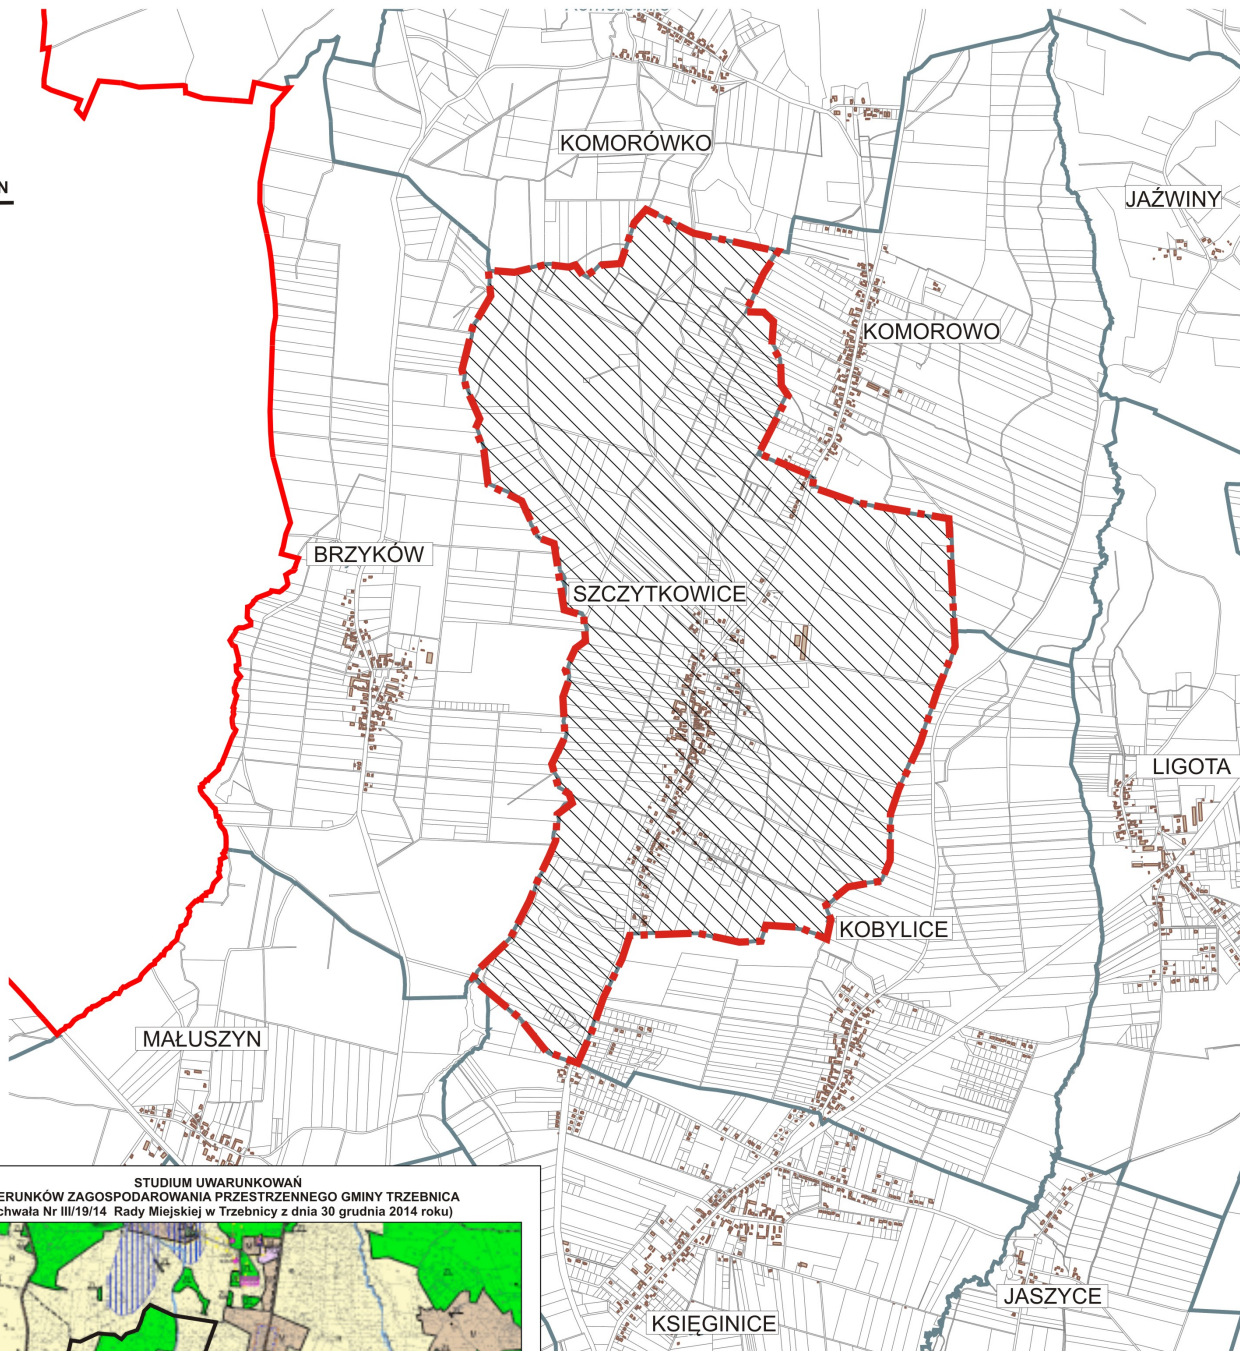 KOMORÓWKO
N
JAŹWINY
KOMOROWO
BRZYKÓW
SZCZYTKOWICE
LIGOTA
KOBYLICE
MAŁUSZYN
STUDIUM UWARUNKOWAŃ
ERUNKÓW ZAGOSPODAROWANIA PRZESTRZENNEGO GMINY TRZEBNICA
chwała Nr III/19/14 Rady Miejskiej w Trzebnicy z dnia 30 grudnia 2014 roku)
JASZYCE
KSIĘGINICE